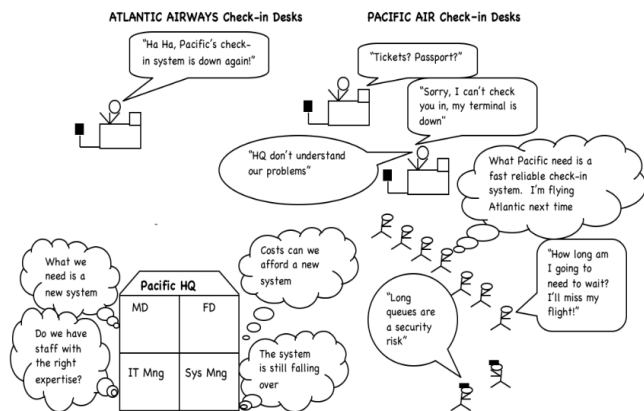 ATLANTIC AIRWAYS Check-in Desks
PACIFIC AIR Check-in Desks
"Ha Ha, Pacific's check-
in system is down again!"
"Tickets? Passport?"
"Sorry, I can't check
you in, my terminal is
down"
"HQ don't understand
our problems"
What Pacific need is a
fast reliable check-in
system. I'm flying
Atlantic next time
"How long am
I going to
need to wait?
I'll miss my
flight!"
"Long
queues are
a security
risk"
What we
need is a
new system
Costs can we
afford a new
system
Pacific HQ
MD
FD
Do we have
staff with
the right
expertise?
IT Mng
Sys Mng
The system
is still falling
over